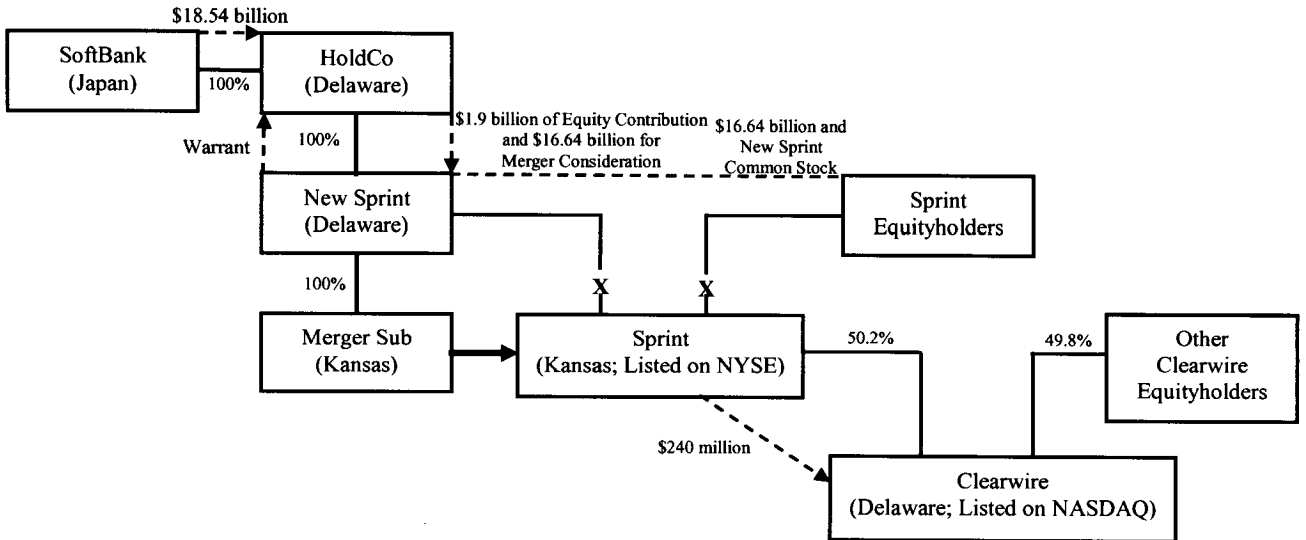 $18.54 billion
SoftBank
(Japan)
100%
HoldCo
(Delaware)
Warrant
100%
$1.9 billion of Equity Contribution
and $16.64 billion for
Merger Consideration
$16.64 billion and
New Sprint
Common Stock
New Sprint
(Delaware)
Sprint
Equityholders
100%
X
X
Merger Sub
(Kansas)
Sprint
(Kansas; Listed on NYSE)
50.2%
49.8%
Other
Clearwire
Equityholders
$240 million
Clearwire
(Delaware; Listed on NASDAQ)